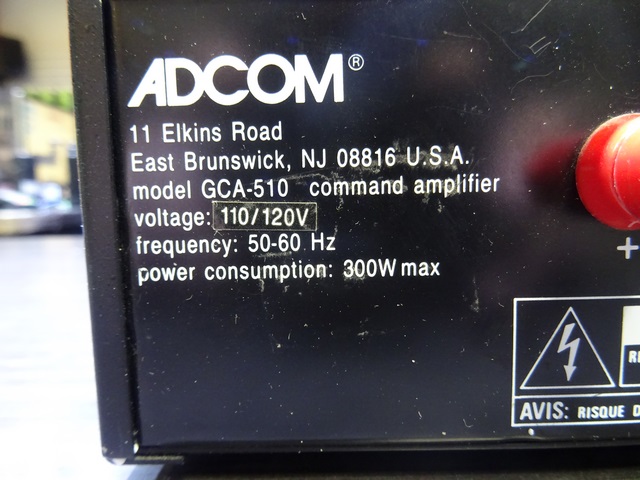 ADCOM®
11 Elkins Road
East Brunswick, NJ 08816 U.S.A.
model GCA-510 command amplifier
voltage: 110/120V
frequency: 50-60 Hz
power consumption: 300W max
+
AVIS: RISQUE